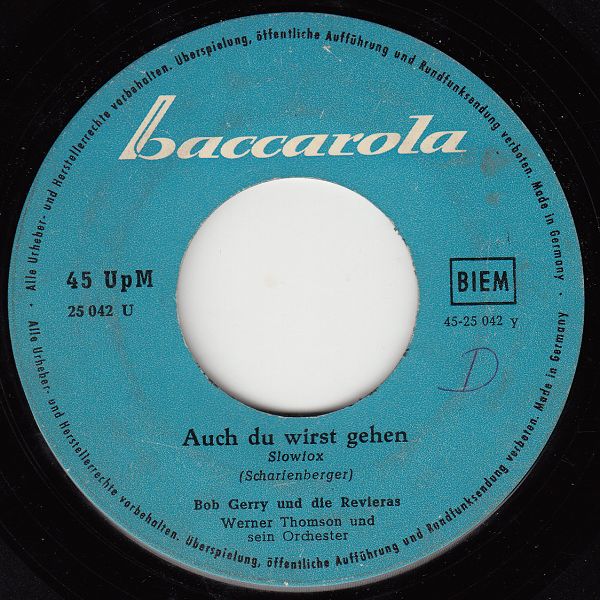 · Alle Urheber- und Herstellerrechte vorbehalten. Überspielung, öffentliche Aufführung und Rundfunksendung verboten. Made in Germany ·
baccarola
45 UpM
25 042 U
BIEM
45-25 042 y
D
Auch du wirst gehen
Slowfox
(Scharfenberger)
Bob Gerry und die Revieras
Werner Thomson und
sein Orchester
· Alle Urheber- und Herstellerrechte vorbehalten. Überspielung, öffentliche Aufführung und Rundfunksendung verboten. Made in Germany ·